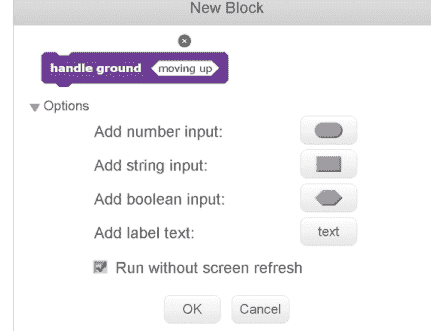 New Block
handle ground moving up
Options
Add number input:
Add string input:
Add boolean input:
Add label text: text
Run without screen refresh
OK Cancel